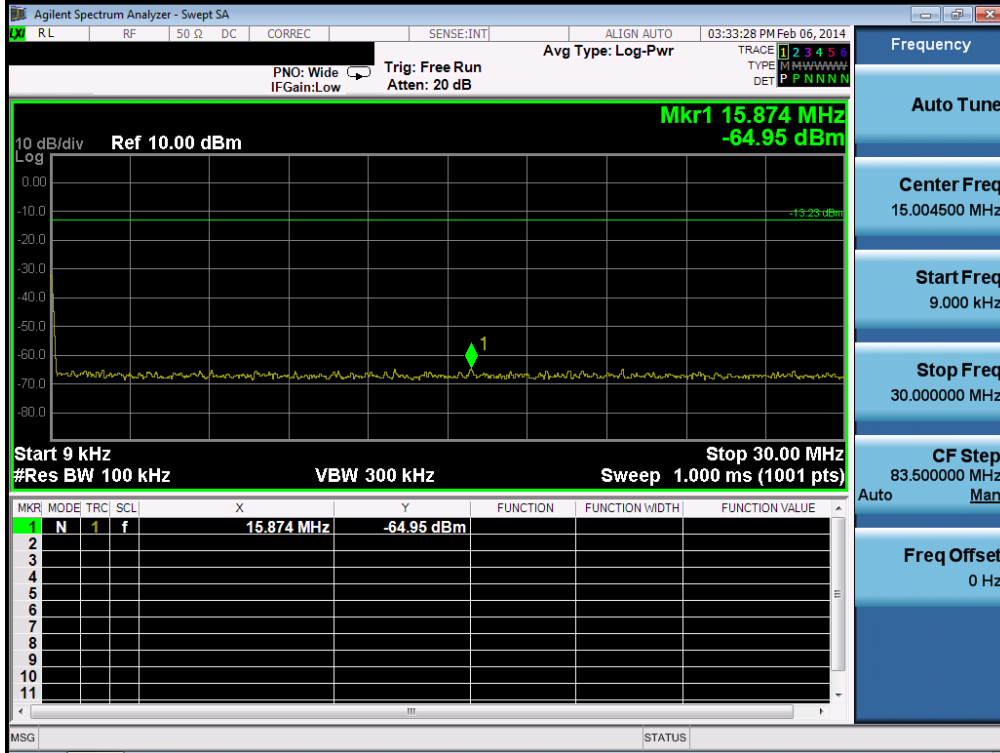 Agilent Spectrum Analyzer - Swept SA
LXI RL RF 50 Ω DC CORREC SENSE:INT ALIGN AUTO 03:33:28 PM Feb 06, 2014
PNO: Wide
IFGain:Low
Trig: Free Run
Atten: 20 dB
Avg Type: Log-Pwr
TRACE 1 2 3 4 5 6
TYPE M M W W W W
DET P P N N N N
Mkr1 15.874 MHz
-64.95 dBm
10 dB/div
Log
Ref 10.00 dBm
0.00
-10.0
-20.0
-30.0
-40.0
-50.0
-60.0
-70.0
-80.0
-13.23 dBm
1
Start 9 kHz Stop 30.00 MHz
#Res BW 100 kHz VBW 300 kHz Sweep 1.000 ms (1001 pts)
MKR MODE TRC SCL X Y FUNCTION FUNCTION WIDTH FUNCTION VALUE
1 N 1 f 15.874 MHz -64.95 dBm
2
3
4
5
6
7
8
9
10
11
MSG STATUS
Frequency
Auto Tune
Center Freq
15.004500 MHz
Start Freq
9.000 kHz
Stop Freq
30.000000 MHz
CF Step
83.500000 MHz
Auto Man
Freq Offset
0 Hz